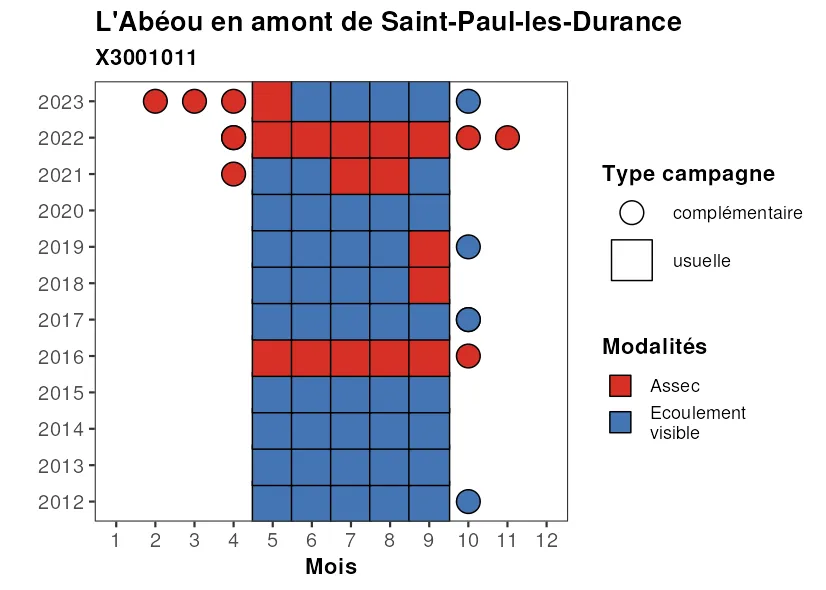 L'Abéou en amont de Saint-Paul-les-Durance
X3001011
2023
2022
2021
2020
2019
2018
2017
2016
2015
2014
2013
2012
1 2 3 4 5 6 7 8 9 10 11 12
Mois
Type campagne
complémentaire
usuelle
Modalités
Assec
Ecoulement
visible